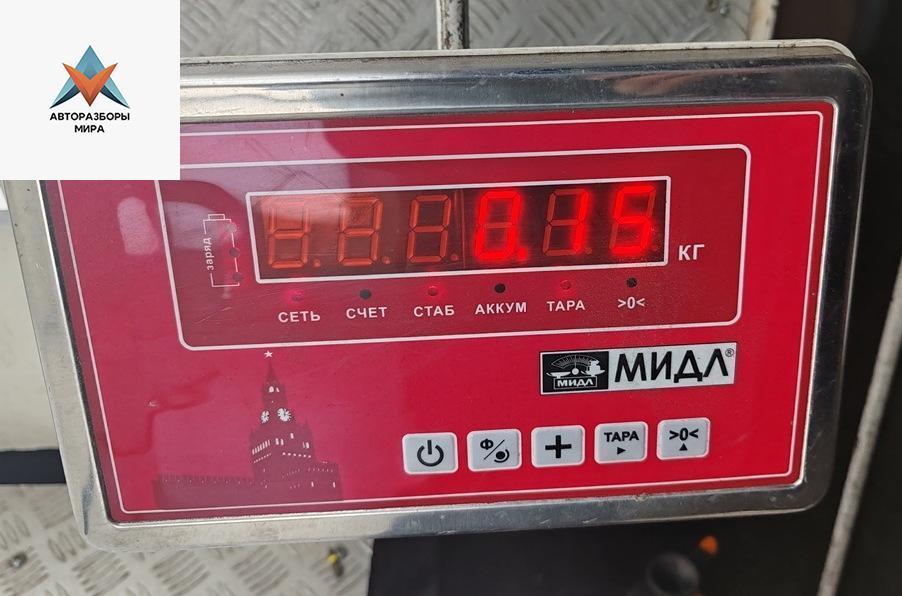 АВТОРАЗБОРЫ
МИРА
заряд
0.15
КГ
СЕТЬ СЧЕТ СТАБ АККУМ ТАРА >0<
МИДЛ МИДЛ®
Ф + ТАРА >0<